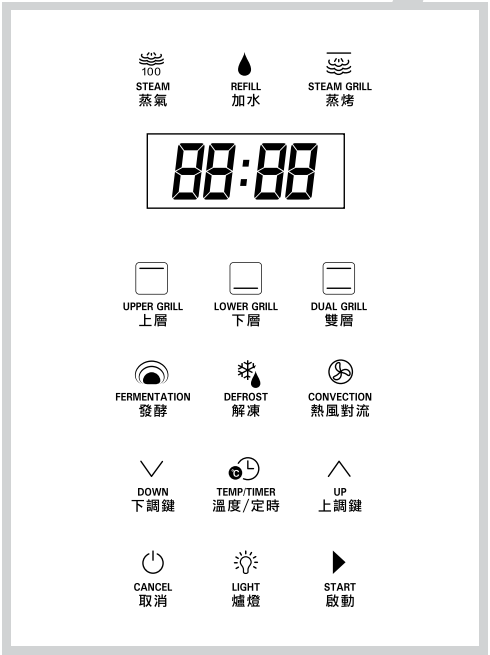 100
STEAM
蒸氣
REFILL
加水
STEAM GRILL
蒸烤
88:88
UPPER GRILL
上層
LOWER GRILL
下層
DUAL GRILL
雙層
FERMENTATION
發酵
DEFROST
解凍
CONVECTION
熱風對流
DOWN
下調鍵
°C
TEMP/TIMER
溫度/定時
UP
上調鍵
CANCEL
取消
LIGHT
爐燈
START
啟動